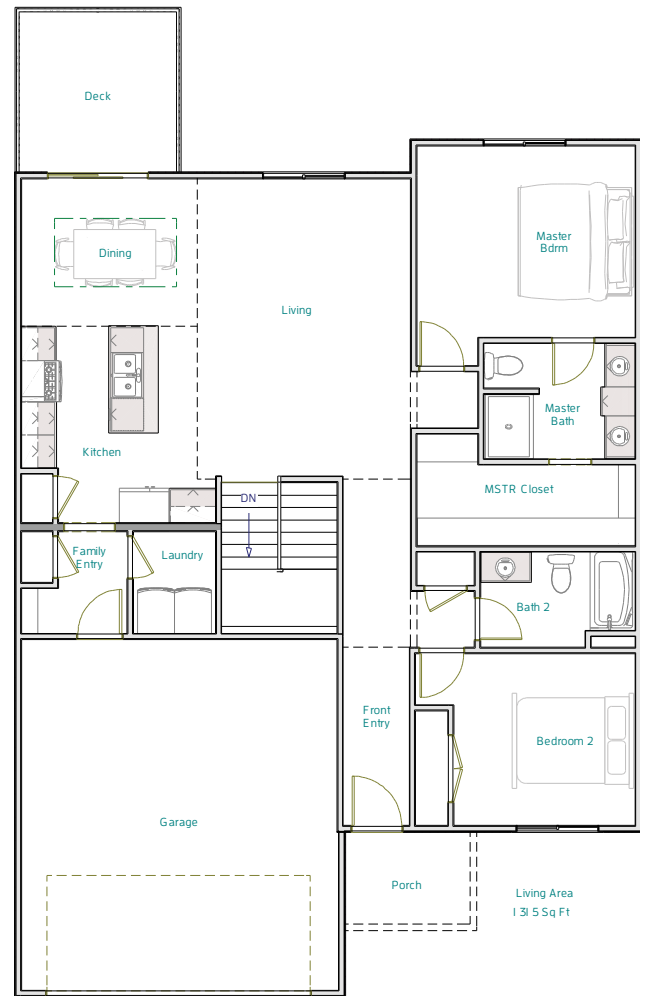 Deck
Dining
Living
Master
Bdrm
Master
Bath
Kitchen
MSTR Closet
DN
Family
Entry
Laundry
Bath 2
Front
Entry
Bedroom 2
Garage
Porch
Living Area
1315 Sq Ft